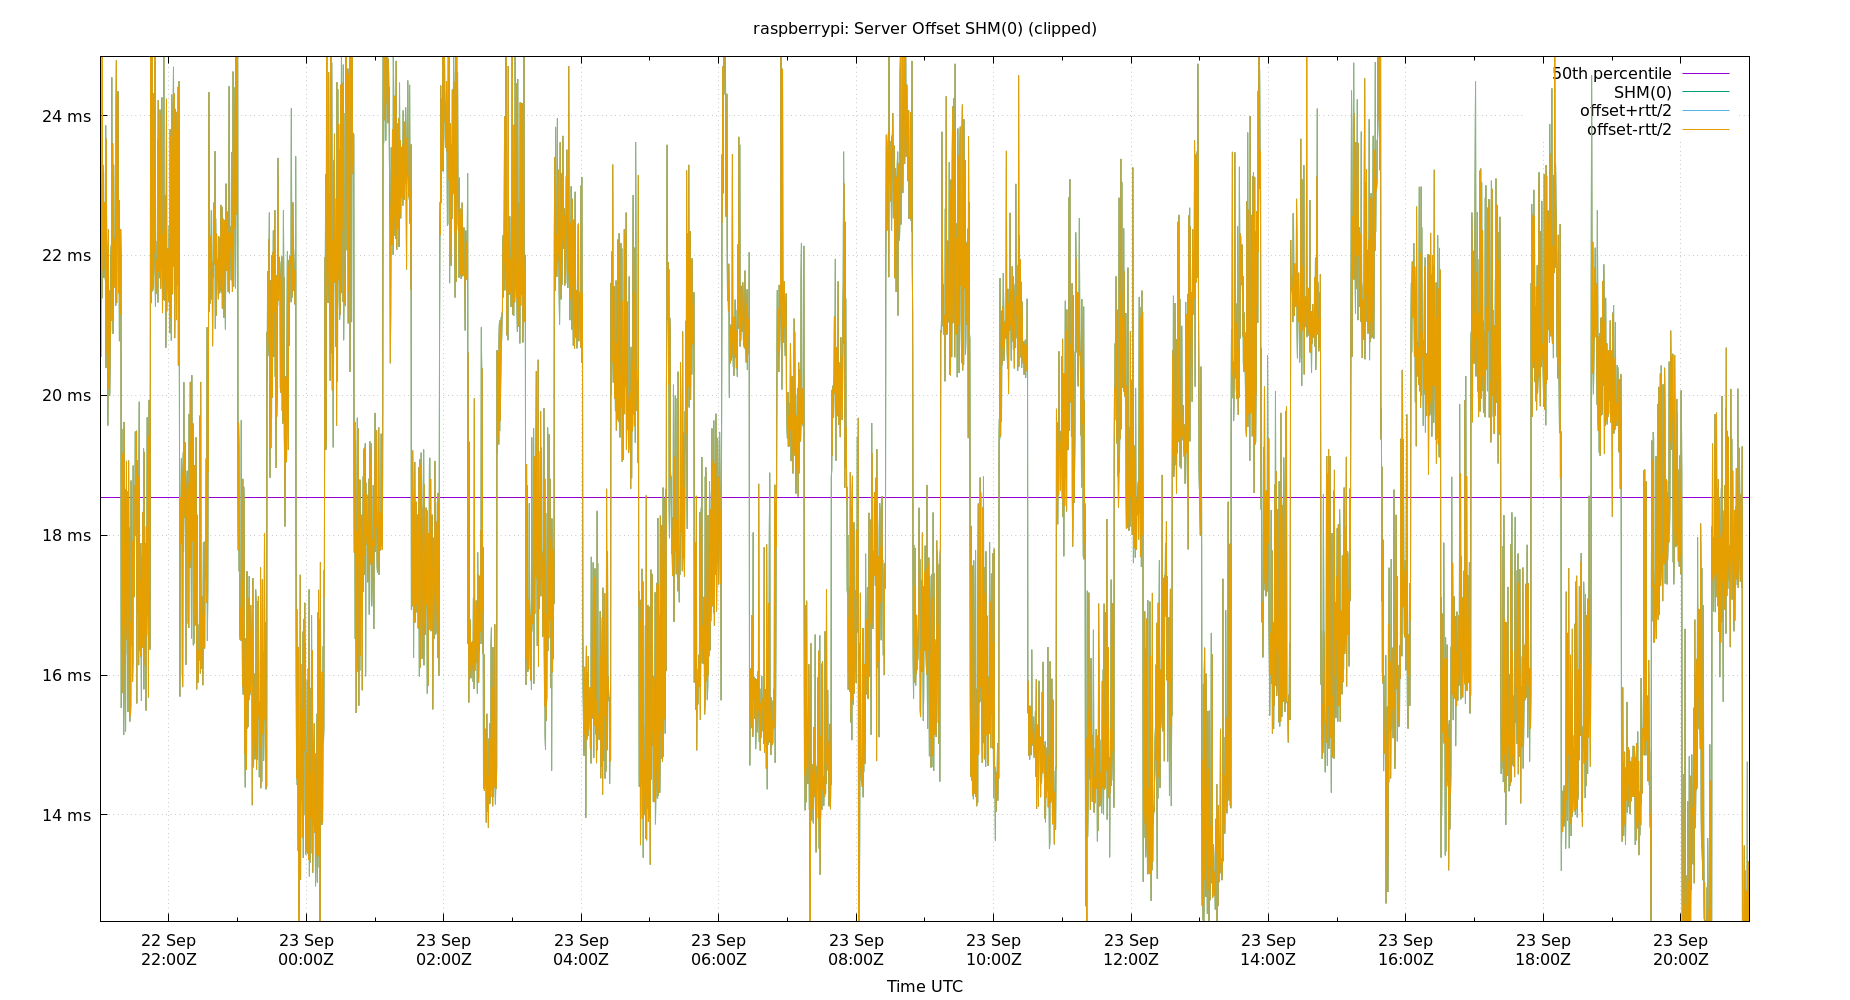 raspberrypi: Server Offset SHM(0) (clipped)
50th percentile
SHM(0)
offset+rtt/2
offset-rtt/2
24 ms
22 ms
20 ms
18 ms
16 ms
14 ms
22 Sep 23 Sep 23 Sep 23 Sep 23 Sep 23 Sep 23 Sep 23 Sep 23 Sep 23 Sep 23 Sep 23 Sep
22:00Z 00:00Z 02:00Z 04:00Z 06:00Z 08:00Z 10:00Z 12:00Z 14:00Z 16:00Z 18:00Z 20:00Z
Time UTC